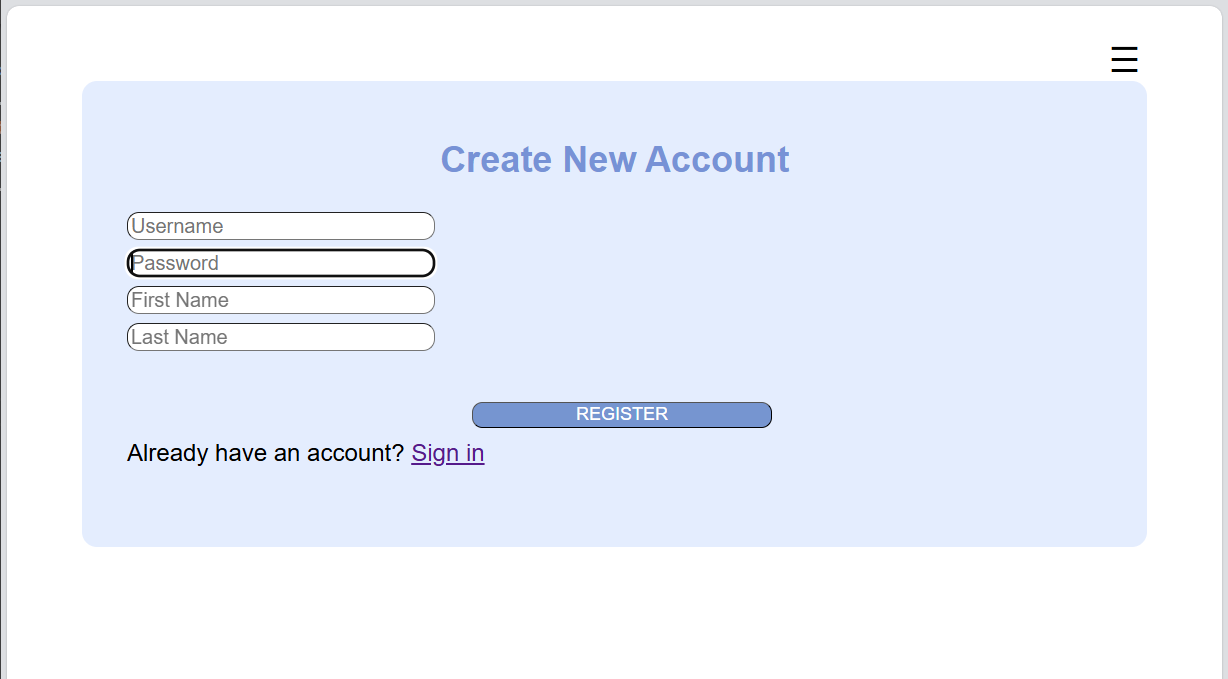 Create New Account
Username
Password
First Name
Last Name
REGISTER
Already have an account? Sign in